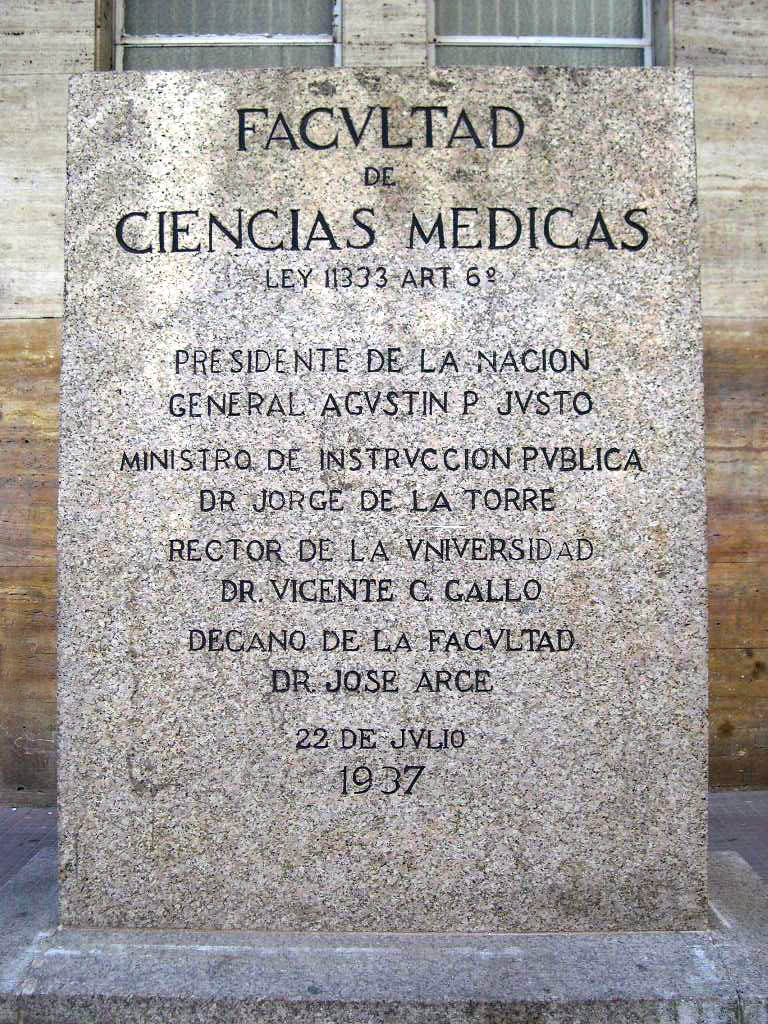 FACVLTAD
DE
CIENCIAS MEDICAS
LEY 11333 ART 6º
PRESIDENTE DE LA NACION
GENERAL AGVSTIN P JVSTO
MINISTRO DE INSTRVCCION PVBLICA
DR JORGE DE LA TORRE
RECTOR DE LA VNIVERSIDAD
DR. VICENTE C. GALLO
DECANO DE LA FACVLTAD
DR. JOSE ARCE
22 DE JVLIO
1937